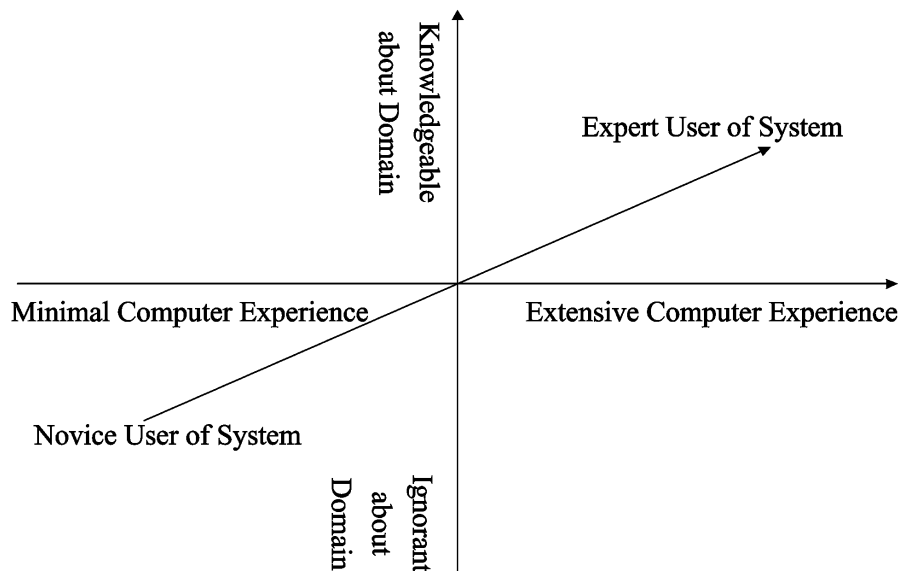 Knowledgeable
about Domain
Expert User of System
Minimal Computer Experience
Extensive Computer Experience
Novice User of System
Ignorant
about
Domain